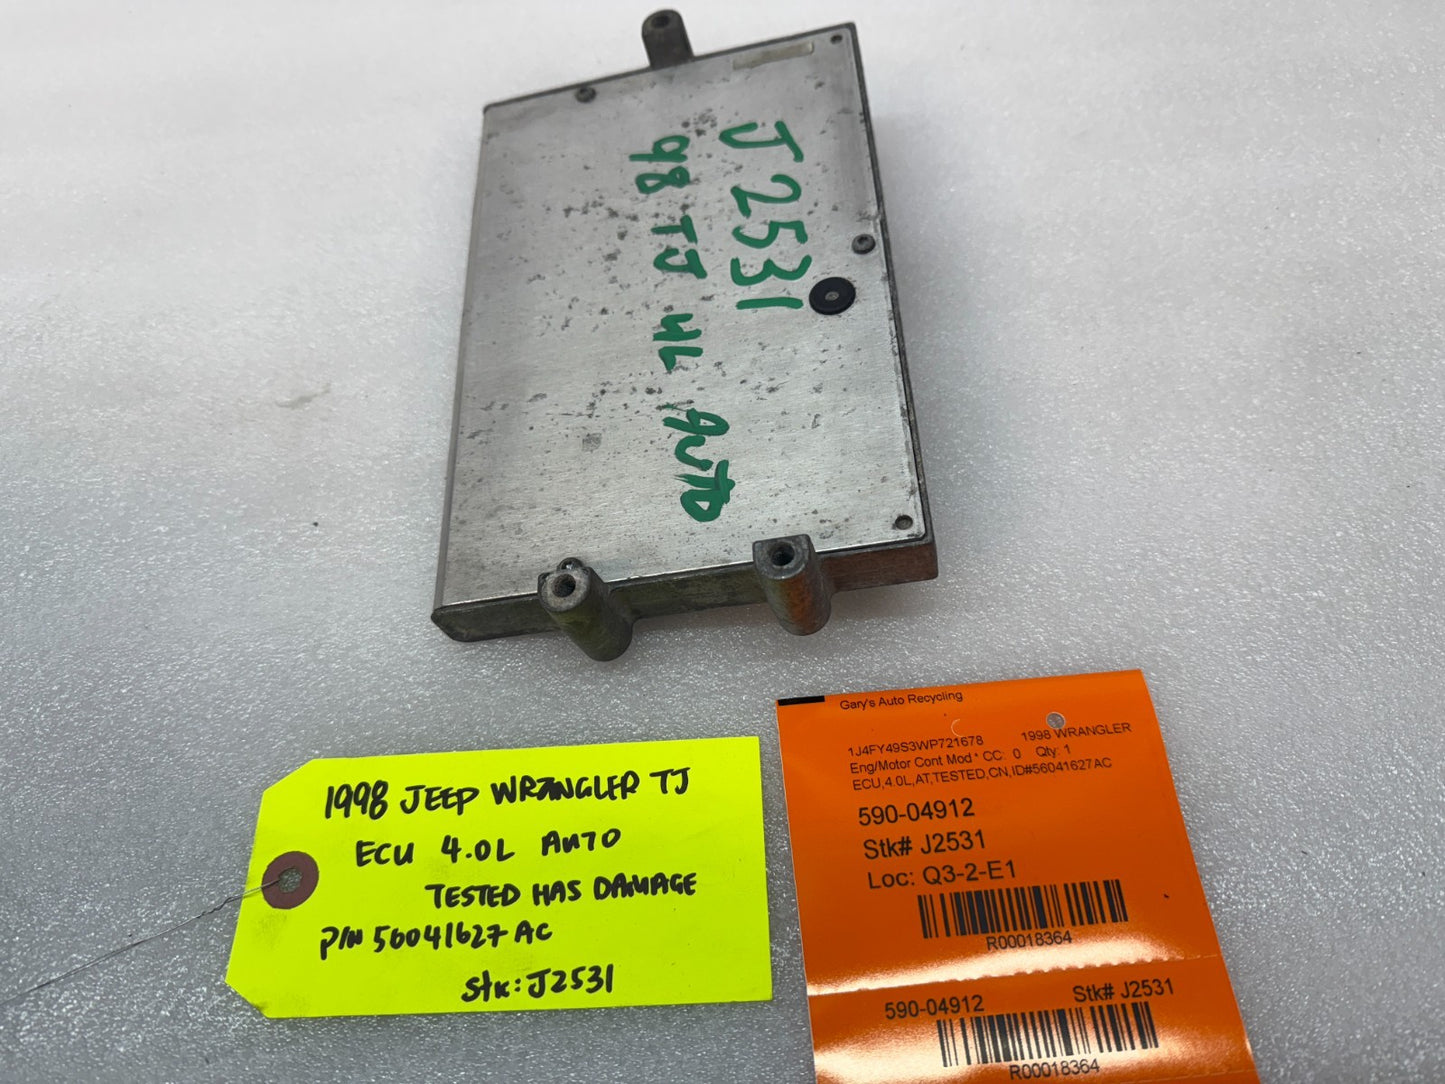 J2531
98 TJ 4L AUTO
1998 JEEP WRANGLER TJ
ECU 4.0L AUTO
TESTED HAS DAMAGE
P/N 56041627AC
Stk: J2531
Gary's Auto Recycling
1J4FY49S3WP721678 1998 WRANGLER
Eng/Motor Cont Mod * CC: 0 Qty: 1
ECU,4.0L,AT,TESTED,CN,ID#56041627AC
590-04912
Stk# J2531
Loc: Q3-2-E1
R00018364
590-04912 Stk# J2531
R00018364